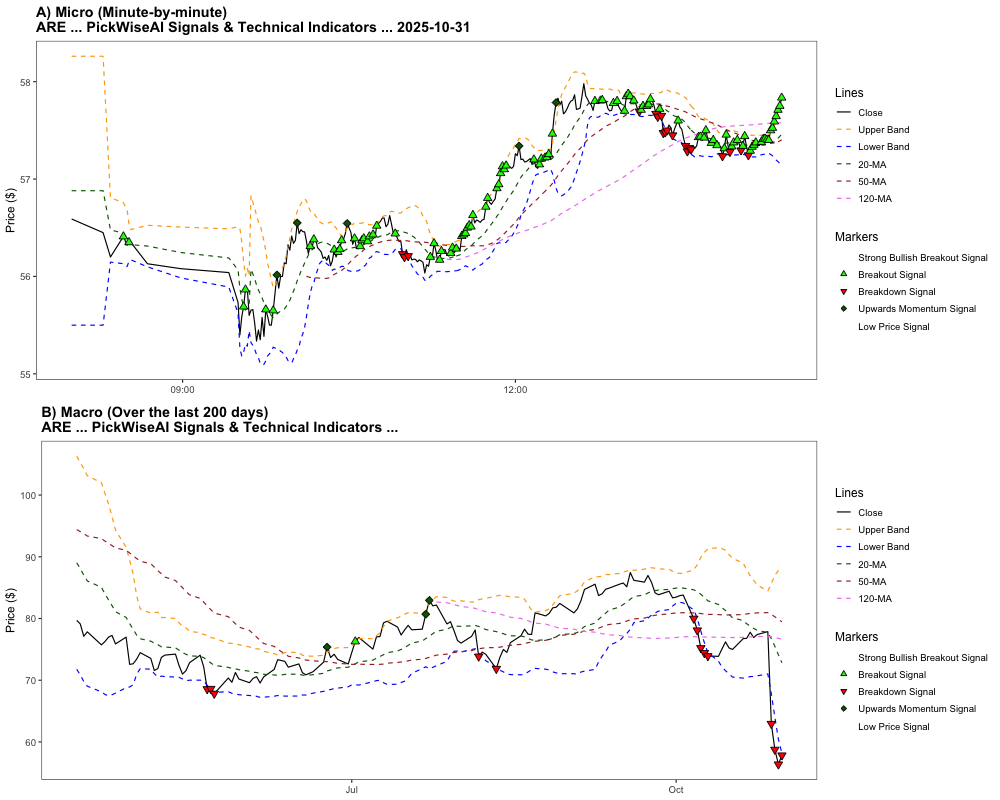 A) Micro (Minute-by-minute)
ARE ... PickWiseAI Signals & Technical Indicators ... 2025-10-31
58
57
56
55
Price ($)
09:00
12:00
Lines
Close
Upper Band
Lower Band
20-MA
50-MA
120-MA
Markers
Strong Bullish Breakout Signal
Breakout Signal
Breakdown Signal
Upwards Momentum Signal
Low Price Signal
B) Macro (Over the last 200 days)
ARE ... PickWiseAI Signals & Technical Indicators ...
100
90
80
70
60
Price ($)
Jul
Oct
Lines
Close
Upper Band
Lower Band
20-MA
50-MA
120-MA
Markers
Strong Bullish Breakout Signal
Breakout Signal
Breakdown Signal
Upwards Momentum Signal
Low Price Signal